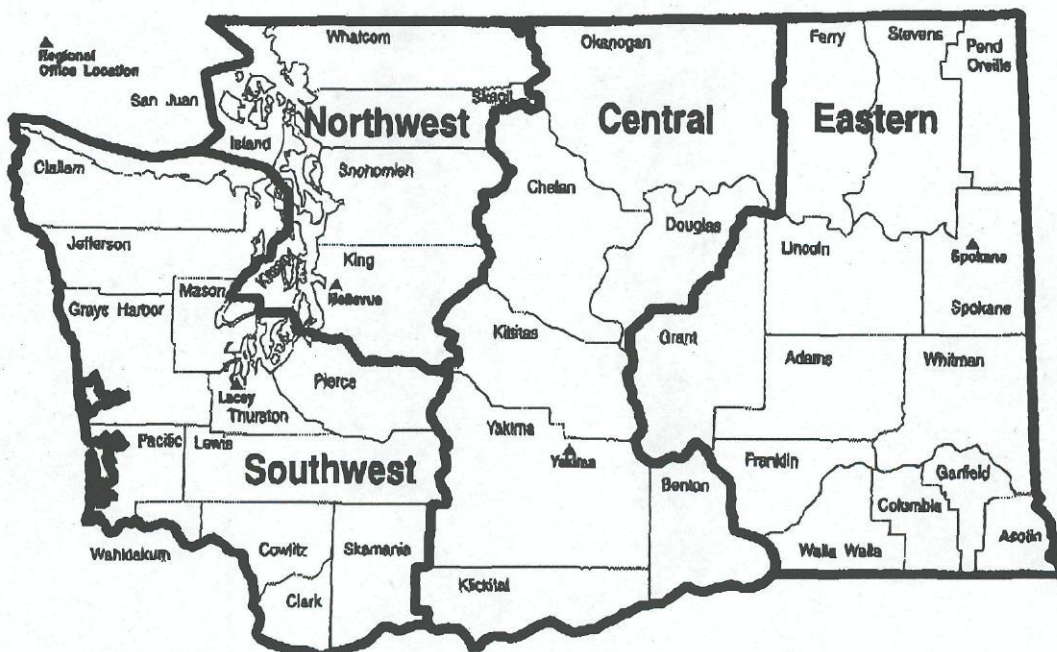 Whatcom
Okanogan
Ferry
Stevens
Pend
Oreille
Regional
Office Location
San Juan
Skagit
Northwest
Central
Eastern
Island
Clallam
Snohomish
Chelan
Douglas
Jefferson
King
Kitsap
Lincoln
Spokane
Mason
Bellevue
Grays Harbor
Spokane
Kittitas
Grant
Adams
Whitman
Pierce
Lacey
Thurston
Pacific
Lewis
Yakima
Yakima
Southwest
Benton
Franklin
Garfield
Columbia
Asotin
Wahkiakum
Cowlitz
Skamania
Walla Walla
Klickitat
Clark